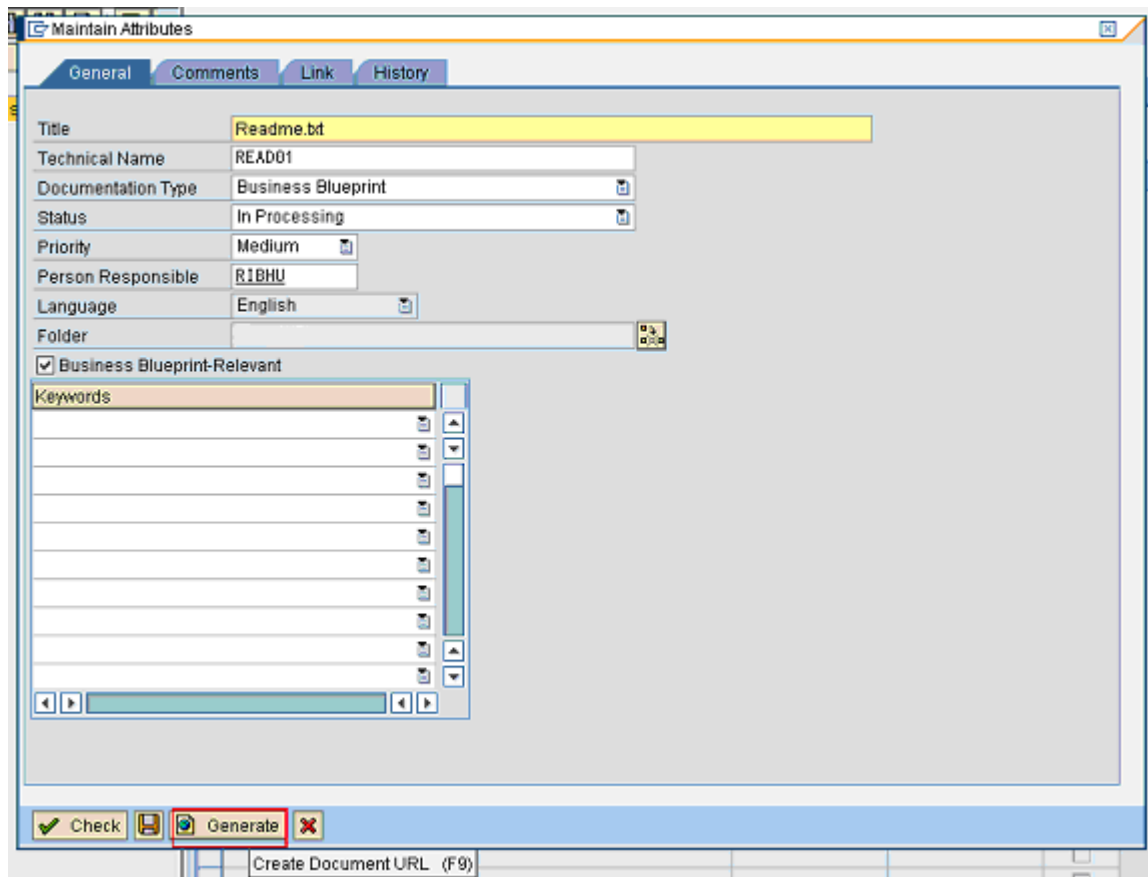 Maintain Attributes
General Comments Link History
Title Readme.txt
Technical Name READ01
Documentation Type Business Blueprint
Status In Processing
Priority Medium
Person Responsible RIBHU
Language English
Folder
Business Blueprint-Relevant
Keywords
Check Generate
Create Document URL (F9)